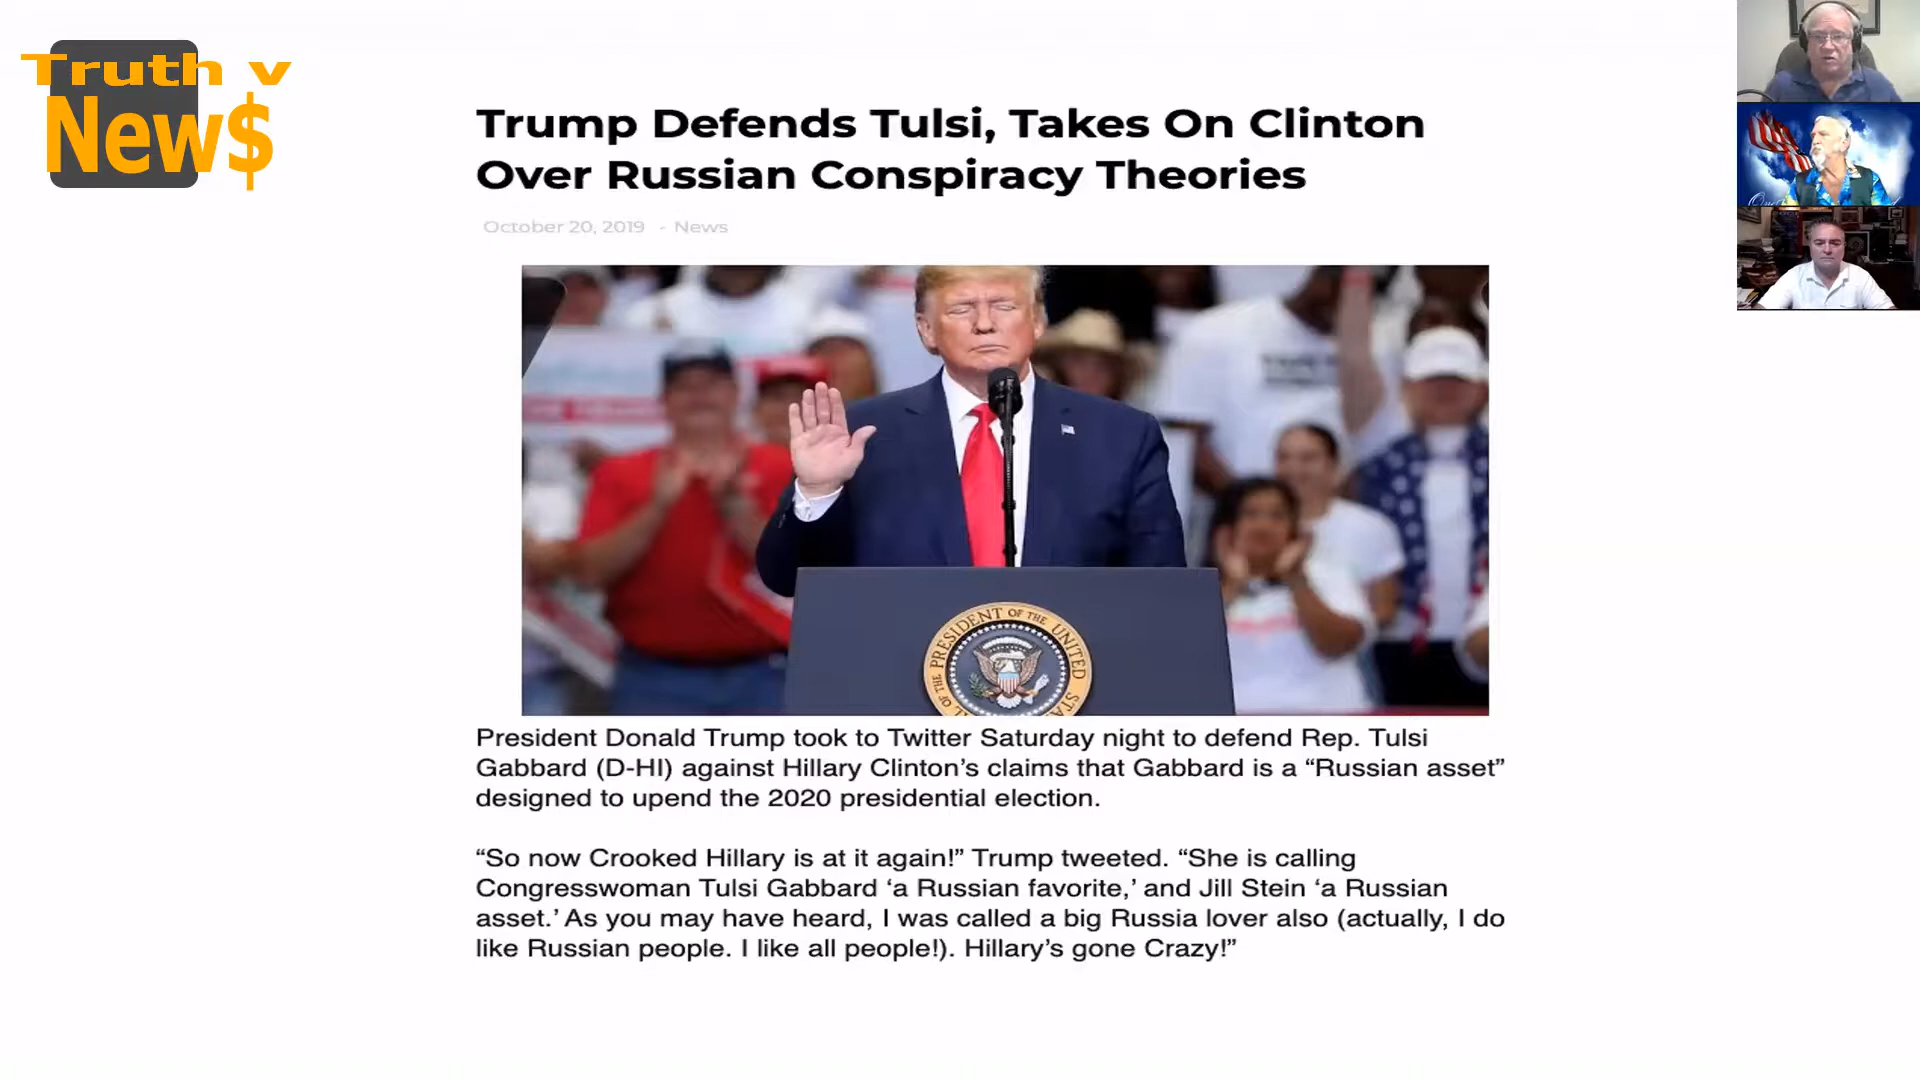 Truth v
New$
Trump Defends Tulsi, Takes On Clinton
Over Russian Conspiracy Theories
October 20, 2019 - News
PRESIDENT OF THE UNITED
OF THE
President Donald Trump took to Twitter Saturday night to defend Rep. Tulsi
Gabbard (D-HI) against Hillary Clinton’s claims that Gabbard is a “Russian asset”
designed to upend the 2020 presidential election.
“So now Crooked Hillary is at it again!” Trump tweeted. “She is calling
Congresswoman Tulsi Gabbard ‘a Russian favorite,’ and Jill Stein ‘a Russian
asset.’ As you may have heard, I was called a big Russia lover also (actually, I do
like Russian people. I like all people!). Hillary’s gone Crazy!”